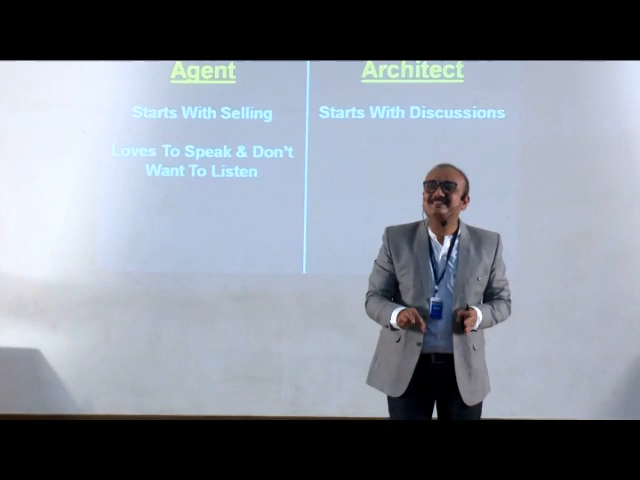 Agent
Architect
Starts With Selling
Starts With Discussions
Loves To Speak & Don't
Want To Listen